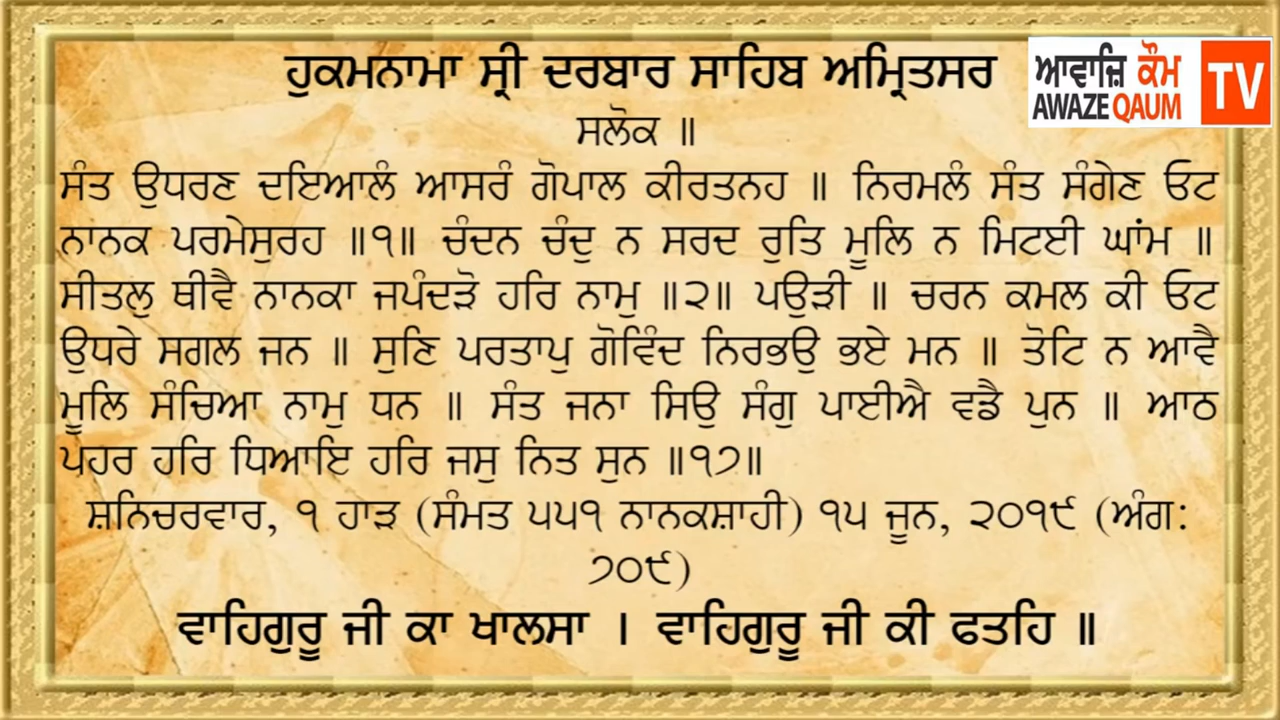 ਹੁਕਮਨਾਮਾ ਸ੍ਰੀ ਦਰਬਾਰ ਸਾਹਿਬ ਅਮ੍ਰਿਤਸਰ
ਆਵਾਜ਼ਿ ਕੌਮ
AWAZE QAUM
TV
ਸਲੋਕ ॥
ਸੰਤ ਉਧਰਣ ਦਇਆਲੰ ਆਸਰੰ ਗੋਪਾਲ ਕੀਰਤਨਹ ॥ ਨਿਰਮਲੰ ਸੰਤ ਸੰਗੇਣ ਓਟ
ਨਾਨਕ ਪਰਮੇਸੁਰਹ ॥੧॥ ਚੰਦਨ ਚੰਦੁ ਨ ਸਰਦ ਰੁਤਿ ਮੂਲਿ ਨ ਮਿਟਈ ਘਾਂਮ ॥
ਸੀਤਲੁ ਥੀਵੈ ਨਾਨਕਾ ਜਪੰਦੜੋ ਹਰਿ ਨਾਮੁ ॥੨॥ ਪਉੜੀ ॥ ਚਰਨ ਕਮਲ ਕੀ ਓਟ
ਉਧਰੇ ਸਗਲ ਜਨ ॥ ਸੁਣਿ ਪਰਤਾਪੁ ਗੋਵਿੰਦ ਨਿਰਭਉ ਭਏ ਮਨ ॥ ਤੋਟਿ ਨ ਆਵੈ
ਮੂਲਿ ਸੰਚਿਆ ਨਾਮੁ ਧਨ ॥ ਸੰਤ ਜਨਾ ਸਿਉ ਸੰਗੁ ਪਾਈਐ ਵਡੈ ਪੁਨ ॥ ਆਠ
ਪਹਰ ਹਰਿ ਧਿਆਇ ਹਰਿ ਜਸੁ ਨਿਤ ਸੁਨ ॥੧੭॥
ਸ਼ਨਿਚਰਵਾਰ, ੧ ਹਾੜ (ਸੰਮਤ ੫੫੧ ਨਾਨਕਸ਼ਾਹੀ) ੧੫ ਜੂਨ, ੨੦੧੯ (ਅੰਗ:
੭੦੯)
ਵਾਹਿਗੁਰੂ ਜੀ ਕਾ ਖਾਲਸਾ । ਵਾਹਿਗੁਰੂ ਜੀ ਕੀ ਫਤਹਿ ॥